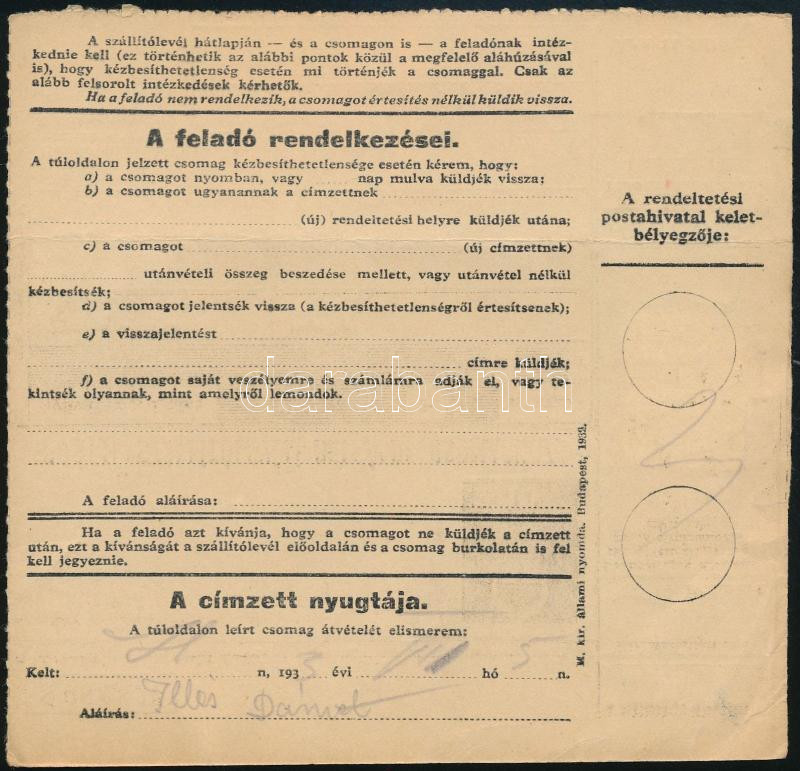 A szállítólevél hátlapján — és a csomagon is — a feladónak intéz-
kednie kell (ez történhetik az alábbi pontok közül a megfelelő aláhúzásával
is), hogy kézbesíthetetlenség esetén mi történjék a csomaggal. Csak az
alább felsorolt intézkedések kérhetők.
Ha a feladó nem rendelkezik, a csomagot értesítés nélkül küldik vissza.
A feladó rendelkezései.
A túloldalon jelzett csomag kézbesíthetetlensége esetén kérem, hogy:
a) a csomagot nyomban, vagy ........ nap mulva küldjék vissza;
b) a csomagot ugyanannak a címzettnek
(új) rendeltetési helyre küldjék utána;
c) a csomagot (új címzettnek)
utánvételi összeg beszedése mellett, vagy utánvétel nélkül
kézbesítsék;
d) a csomagot jelentsék vissza (a kézbesíthetetlenségről értesítsenek);
e) a visszajelentést
címre küldjék;
f) a csomagot saját veszélyemre és számlámra adják el, vagy te-
kintsék olyannak, mint amelyről lemondok.
A feladó aláírása:
Ha a feladó azt kívánja, hogy a csomagot ne küldjék a címzett
után, ezt a kívánságát a szállítólevél előoldalán és a csomag burkolatán is fel
kell jegyeznie.
A címzett nyugtája.
A túloldalon leírt csomag átvételét elismerem:
Kelt: n, 193 3 évi hó 5 n.
Aláírás: Illés Dániel
A rendeltetési
postahivatal kelet-
bélyegzője:
M. kir. állami nyomda. Budapest, 1932.
darabanth